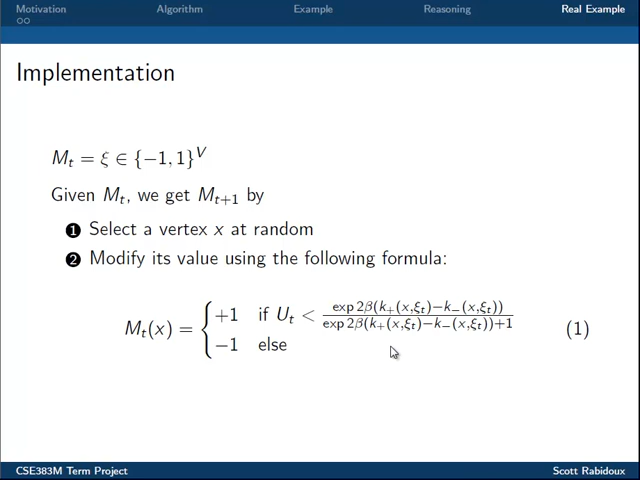 Motivation Algorithm Example Reasoning Real Example
Implementation
M_t = ξ ∈ {−1, 1}^V
Given M_t, we get M_{t+1} by
1 Select a vertex x at random
2 Modify its value using the following formula:
M_t(x) = { +1 if U_t < \frac{exp 2β(k_+(x,ξ_t)−k_−(x,ξ_t))}{exp 2β(k_+(x,ξ_t)−k_−(x,ξ_t))+1} (1)
−1 else
CSE383M Term Project Scott Rabidoux